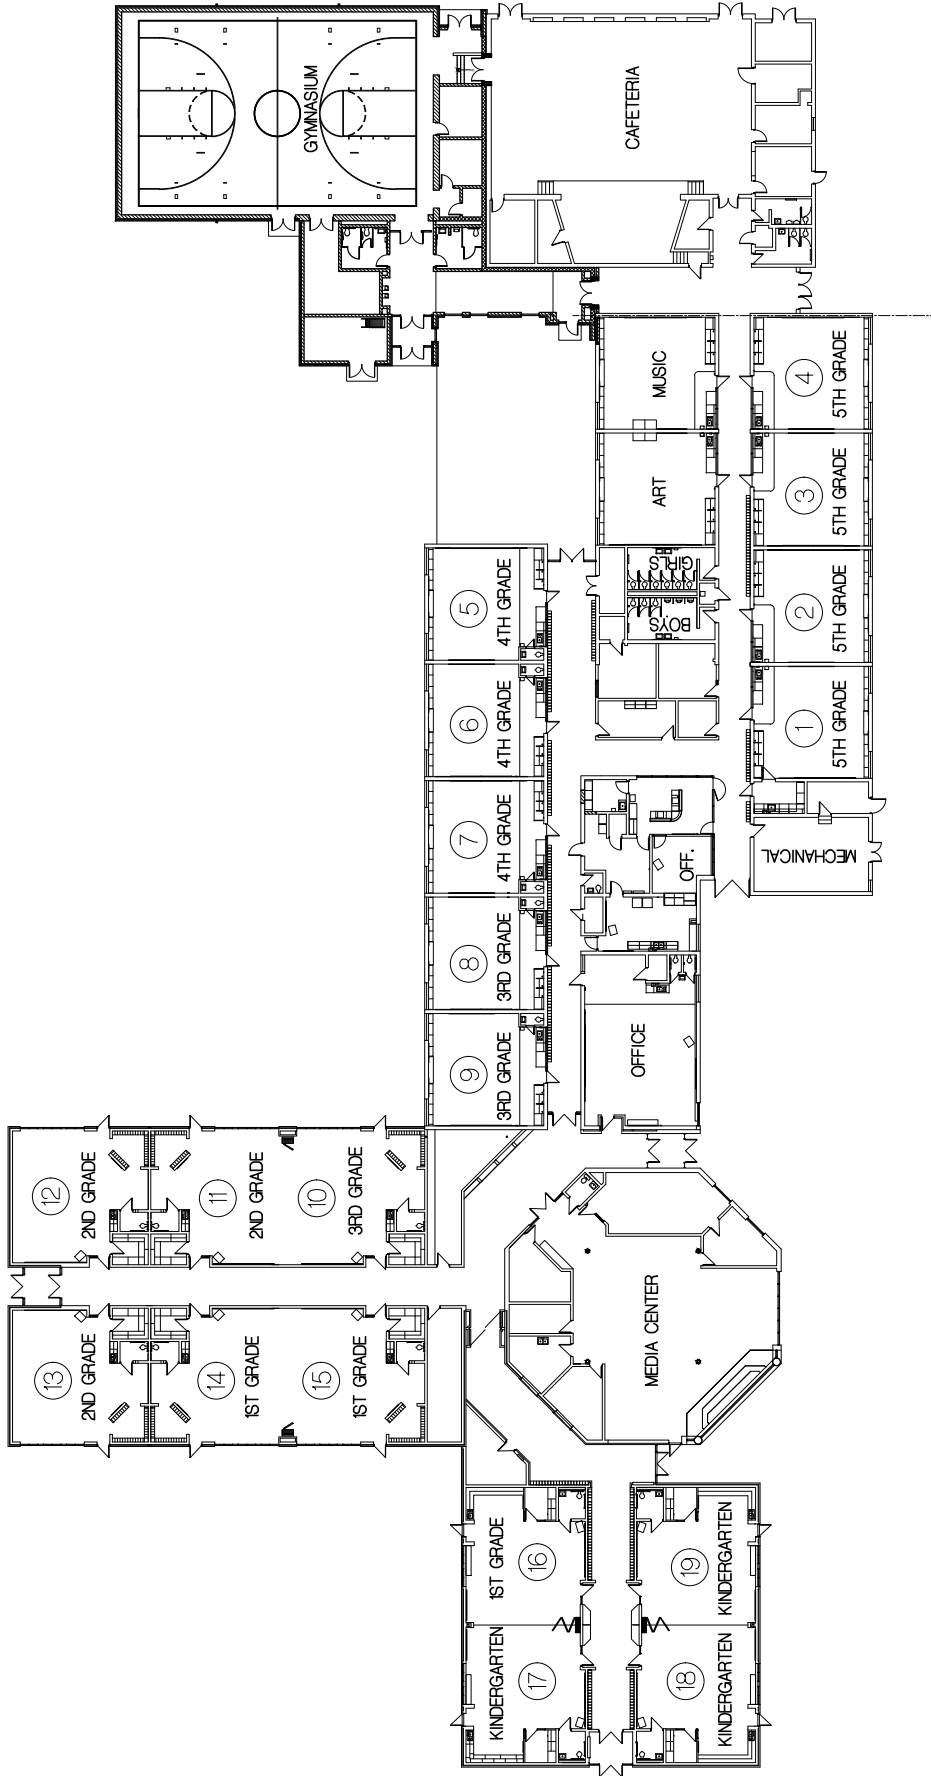 GYMNASIUM
CAFETERIA
MUSIC
4
5TH GRADE
ART
3
5TH GRADE
GIRLS
BOYS
5
4TH GRADE
2
5TH GRADE
6
4TH GRADE
1
5TH GRADE
7
4TH GRADE
OFF.
MECHANICAL
8
3RD GRADE
9
3RD GRADE
OFFICE
12
2ND GRADE
11
2ND GRADE
10
3RD GRADE
13
2ND GRADE
14
1ST GRADE
15
1ST GRADE
MEDIA CENTER
1ST GRADE
16
19
KINDERGARTEN
KINDERGARTEN
17
18
KINDERGARTEN